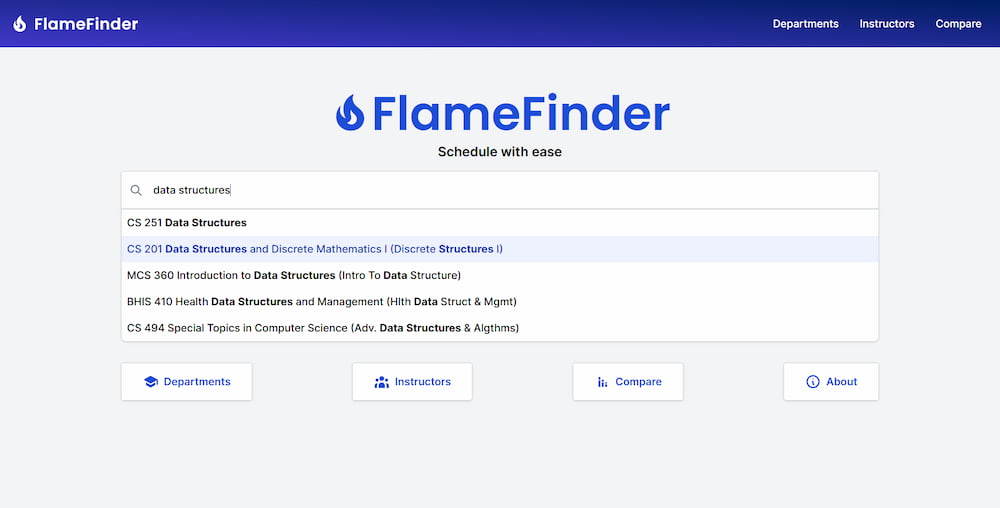 FlameFinder
Departments Instructors Compare
FlameFinder
Schedule with ease
data structures
CS 251 Data Structures
CS 201 Data Structures and Discrete Mathematics I (Discrete Structures I)
MCS 360 Introduction to Data Structures (Intro To Data Structure)
BHIS 410 Health Data Structures and Management (Hlth Data Struct & Mgmt)
CS 494 Special Topics in Computer Science (Adv. Data Structures & Algthms)
Departments Instructors Compare About